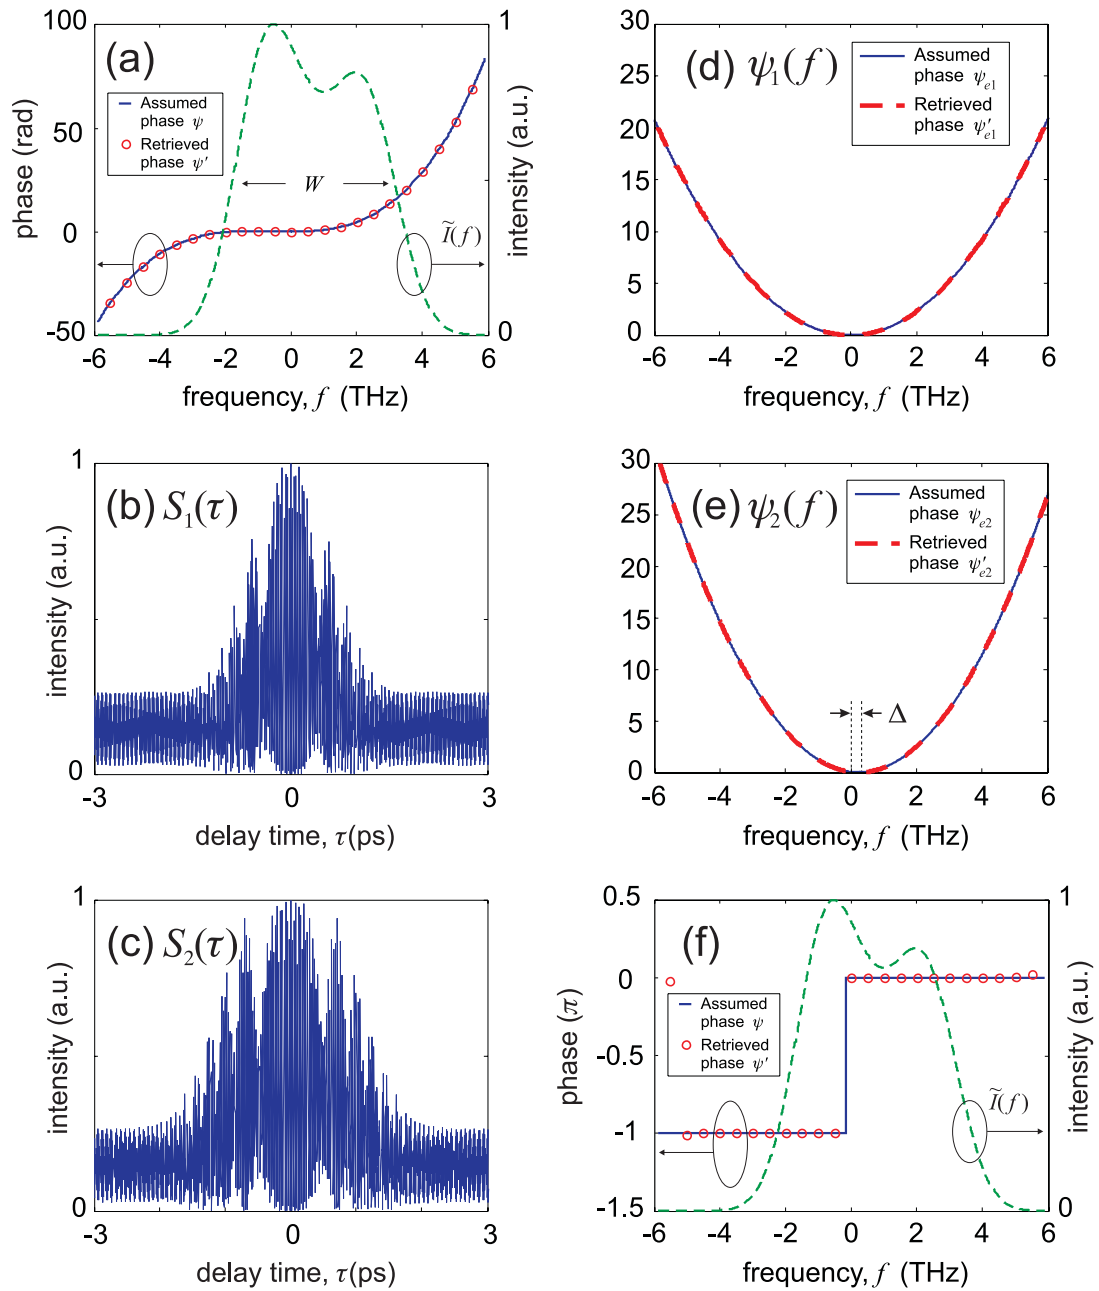 (a)
100
50
0
-50
phase (rad)
Assumed
phase ψ
Retrieved
phase ψ'
W
Ĩ(f)
1
0
intensity (a.u.)
-6 -4 -2 0 2 4 6
frequency, f (THz)
(d) ψ1(f)
30
25
20
15
10
5
0
Assumed
phase ψe1
Retrieved
phase ψ'e1
-6 -4 -2 0 2 4 6
frequency, f (THz)
(b) S1(τ)
1
0
intensity (a.u.)
-3 0 3
delay time, τ(ps)
(e) ψ2(f)
30
25
20
15
10
5
0
Assumed
phase ψe2
Retrieved
phase ψ'e2
Δ
-6 -4 -2 0 2 4 6
frequency, f (THz)
(c) S2(τ)
1
0
intensity (a.u.)
-3 0 3
delay time, τ(ps)
(f)
0.5
0
-0.5
-1
-1.5
phase (π)
Assumed
phase ψ
Retrieved
phase ψ'
Ĩ(f)
1
0
intensity (a.u.)
-6 -4 -2 0 2 4 6
frequency, f (THz)